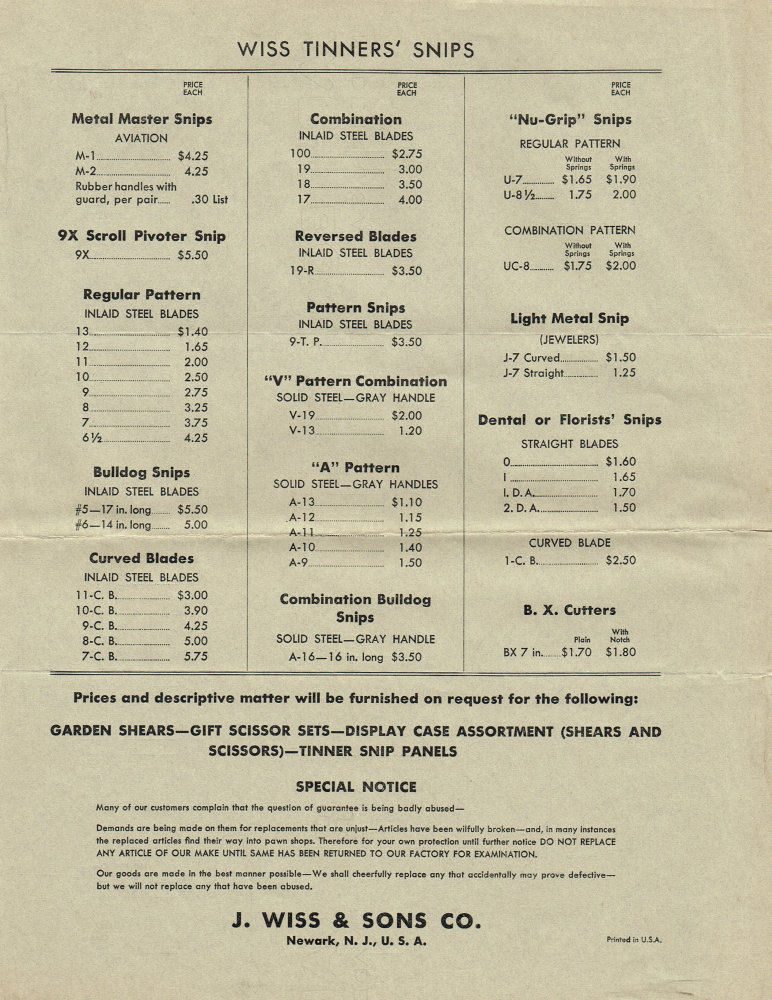 WISS TINNERS' SNIPS
PRICE
EACH
Metal Master Snips
AVIATION
M-1 $4.25
M-2 4.25
Rubber handles with
guard, per pair .30 List
9X Scroll Pivoter Snip
9X $5.50
Regular Pattern
INLAID STEEL BLADES
13 $1.40
12 1.65
11 2.00
10 2.50
9 2.75
8 3.25
7 3.75
6½ 4.25
Bulldog Snips
INLAID STEEL BLADES
#5—17 in. long $5.50
#6—14 in. long 5.00
Curved Blades
INLAID STEEL BLADES
11-C. B. $3.00
10-C. B. 3.90
9-C. B. 4.25
8-C. B. 5.00
7-C. B. 5.75
PRICE
EACH
Combination
INLAID STEEL BLADES
100 $2.75
19 3.00
18 3.50
17 4.00
Reversed Blades
INLAID STEEL BLADES
19-R $3.50
Pattern Snips
INLAID STEEL BLADES
9-T. P. $3.50
"V" Pattern Combination
SOLID STEEL—GRAY HANDLE
V-19 $2.00
V-13 1.20
"A" Pattern
SOLID STEEL—GRAY HANDLES
A-13 $1.10
A-12 1.15
A-11 1.25
A-10 1.40
A-9 1.50
Combination Bulldog
Snips
SOLID STEEL—GRAY HANDLE
A-16—16 in. long $3.50
PRICE
EACH
"Nu-Grip" Snips
REGULAR PATTERN
Without With
Springs Springs
U-7 $1.65 $1.90
U-8½ 1.75 2.00
COMBINATION PATTERN
Without With
Springs Springs
UC-8 $1.75 $2.00
Light Metal Snip
(JEWELERS)
J-7 Curved $1.50
J-7 Straight 1.25
Dental or Florists' Snips
STRAIGHT BLADES
0 $1.60
1 1.65
1. D. A. 1.70
2. D. A. 1.50
CURVED BLADE
1-C. B. $2.50
B. X. Cutters
Plain With
Notch
BX 7 in. $1.70 $1.80
Prices and descriptive matter will be furnished on request for the following:
GARDEN SHEARS—GIFT SCISSOR SETS—DISPLAY CASE ASSORTMENT (SHEARS AND
SCISSORS)—TINNER SNIP PANELS
SPECIAL NOTICE
Many of our customers complain that the question of guarantee is being badly abused—
Demands are being made on them for replacements that are unjust—Articles have been wilfully broken—and, in many instances
the replaced articles find their way into pawn shops. Therefore for your own protection until further notice DO NOT REPLACE
ANY ARTICLE OF OUR MAKE UNTIL SAME HAS BEEN RETURNED TO OUR FACTORY FOR EXAMINATION.
Our goods are made in the best manner possible—We shall cheerfully replace any that accidentally may prove defective—
but we will not replace any that have been abused.
J. WISS & SONS CO.
Newark, N. J., U. S. A.
Printed in U.S.A.